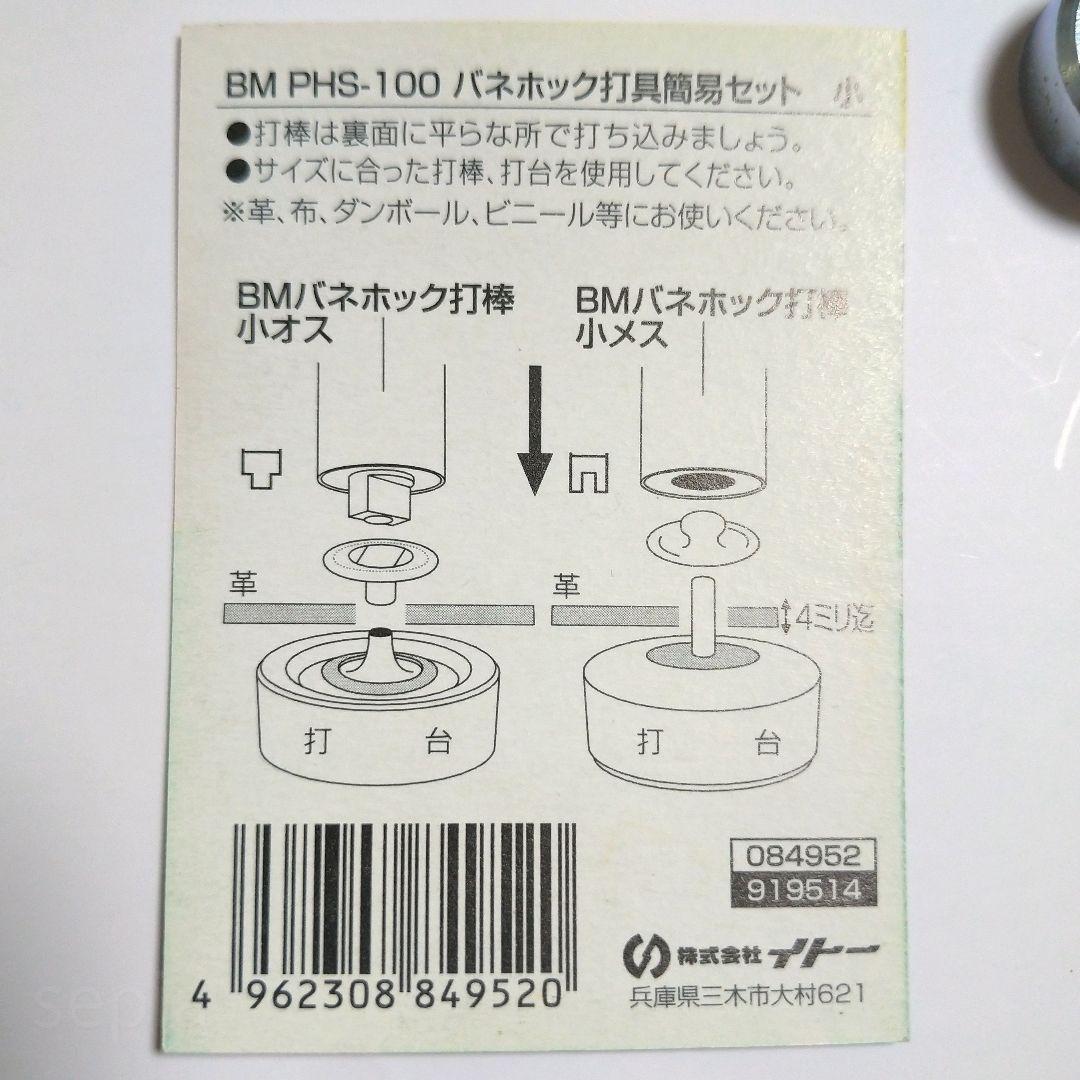 BM PHS-100 バネホック打具簡易セット 小
●打棒は裏面に平らな所で打ち込みましょう。
●サイズに合った打棒、打台を使用してください。
※革、布、ダンボール、ビニール等にお使いください。
BMバネホック打棒
小オス
BMバネホック打棒
小メス
革
革
4ミリ迄
打 台
打 台
084952
919514
4 962308 849520
株式会社イトー
兵庫県三木市大村621